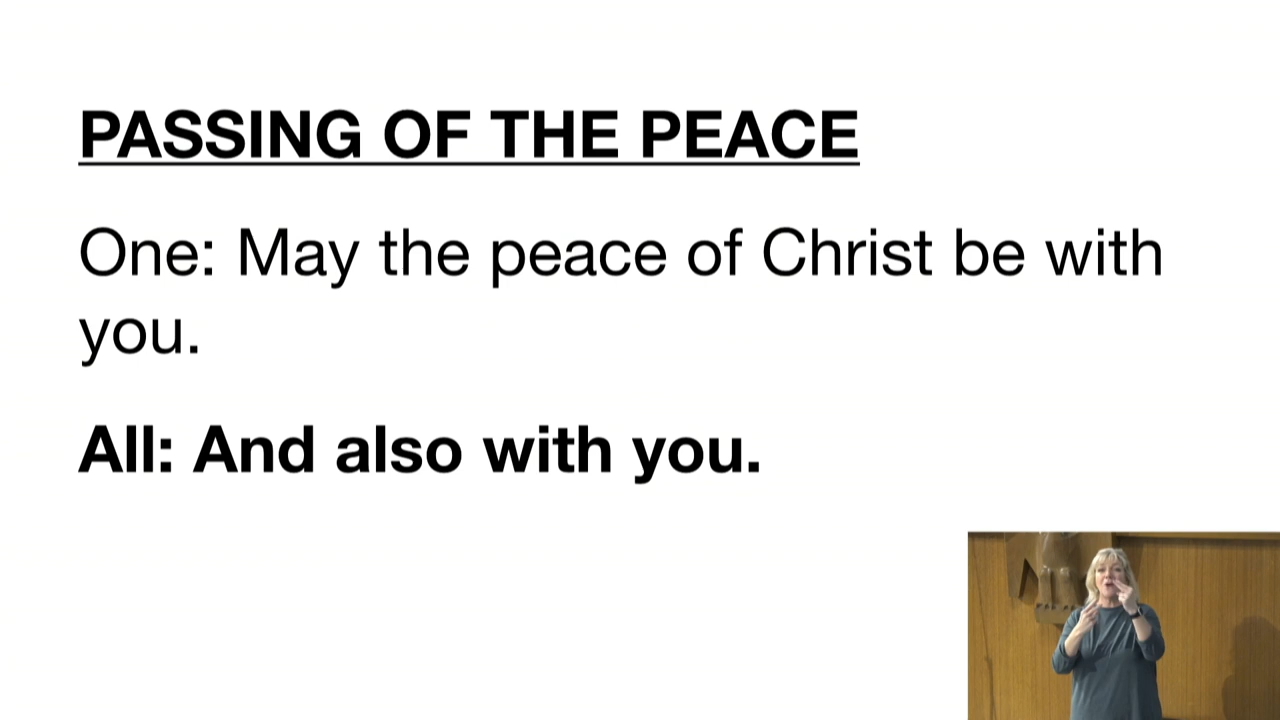 PASSING OF THE PEACE
One: May the peace of Christ be with
you.
All: And also with you.